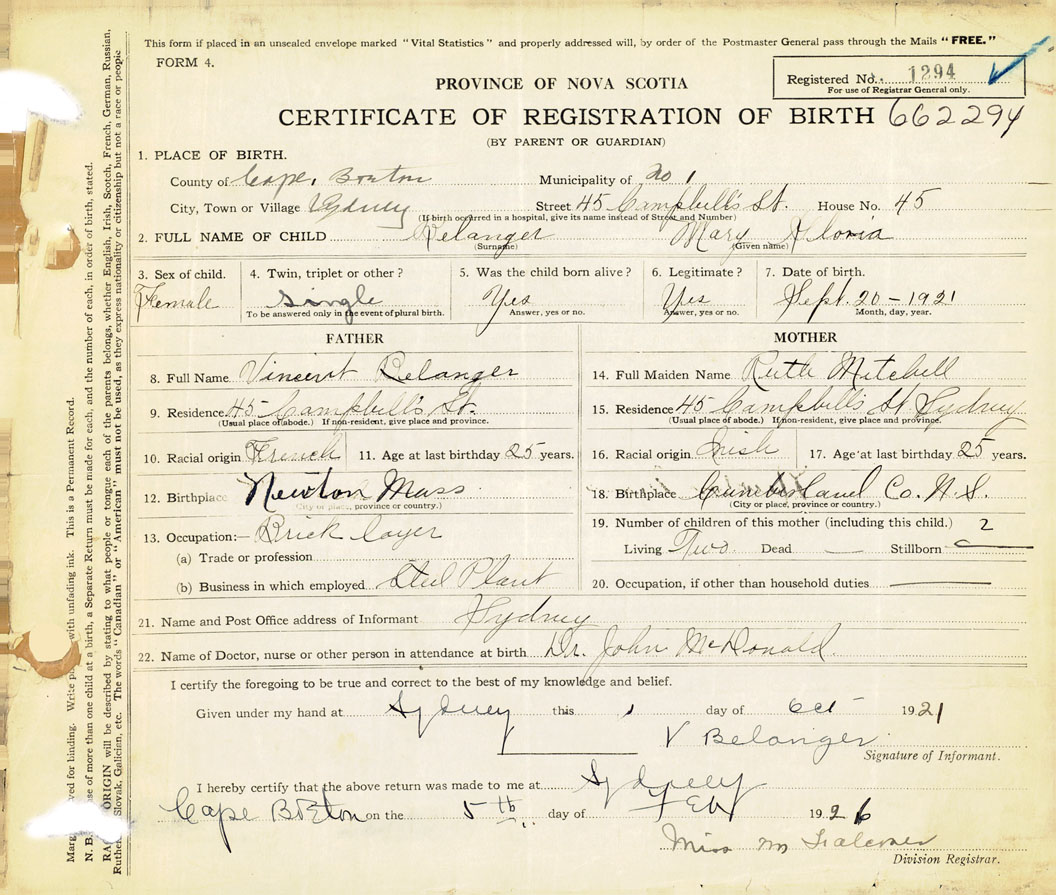 This form if placed in an unsealed envelope marked "Vital Statistics" and properly addressed will, by order of the Postmaster General pass through the Mails "FREE."
FORM 4.
Registered No. 1294
For use of Registrar General only.
PROVINCE OF NOVA SCOTIA
CERTIFICATE OF REGISTRATION OF BIRTH 662294
(BY PARENT OR GUARDIAN)
1. PLACE OF BIRTH.
County of Cape Breton Municipality of No 1
City, Town or Village Sydney Street 45 Campbell's St. House No. 45
(If birth occurred in a hospital, give its name instead of Street and Number)
2. FULL NAME OF CHILD Belanger Mary Gloria
(Surname) (Given name)
3. Sex of child. 4. Twin, triplet or other? 5. Was the child born alive? 6. Legitimate? 7. Date of birth.
Female single Yes Yes Sept. 20 - 1921
To be answered only in the event of plural birth. Answer, yes or no. Answer, yes or no. Month, day, year.
FATHER
8. Full Name Vincent Belanger
9. Residence 45 Campbell's St.
(Usual place of abode.) If non-resident, give place and province.
10. Racial origin French 11. Age at last birthday 25 years.
12. Birthplace Newton Mass
(City or place, province or country.)
13. Occupation:— Brick layer
(a) Trade or profession
(b) Business in which employed Steel Plant
MOTHER
14. Full Maiden Name Ruth Mitchell
15. Residence 45 Campbell's St Sydney
(Usual place of abode.) If non-resident, give place and province.
16. Racial origin Irish 17. Age at last birthday 25 years.
18. Birthplace Cumberland Co. N.S.
(City or place, province or country.)
19. Number of children of this mother (including this child.) 2
Living Two Dead — Stillborn —
20. Occupation, if other than household duties
21. Name and Post Office address of Informant Sydney
22. Name of Doctor, nurse or other person in attendance at birth Dr. John McDonald.
I certify the foregoing to be true and correct to the best of my knowledge and belief.
Given under my hand at Sydney this 1 day of Oct 1921
V Belanger
Signature of Informant.
I hereby certify that the above return was made to me at Sydney
Cape Breton on the 5th day of Feb 1926
Miss M Falconer
Division Registrar.
Write with unfading ink. This is a Permanent Record.
N. B. of more than one child at a birth, a Separate Return must be made for each, and the number of each, in order of birth, stated.
ORIGIN will be described by stating to what people or tongue each of the parents belongs, whether English, Irish, Scotch, French, German, Russian,
Slovak, Galician, etc. The words "Canadian" or "American" must not be used, as they express nationality or citizenship but not a race or people